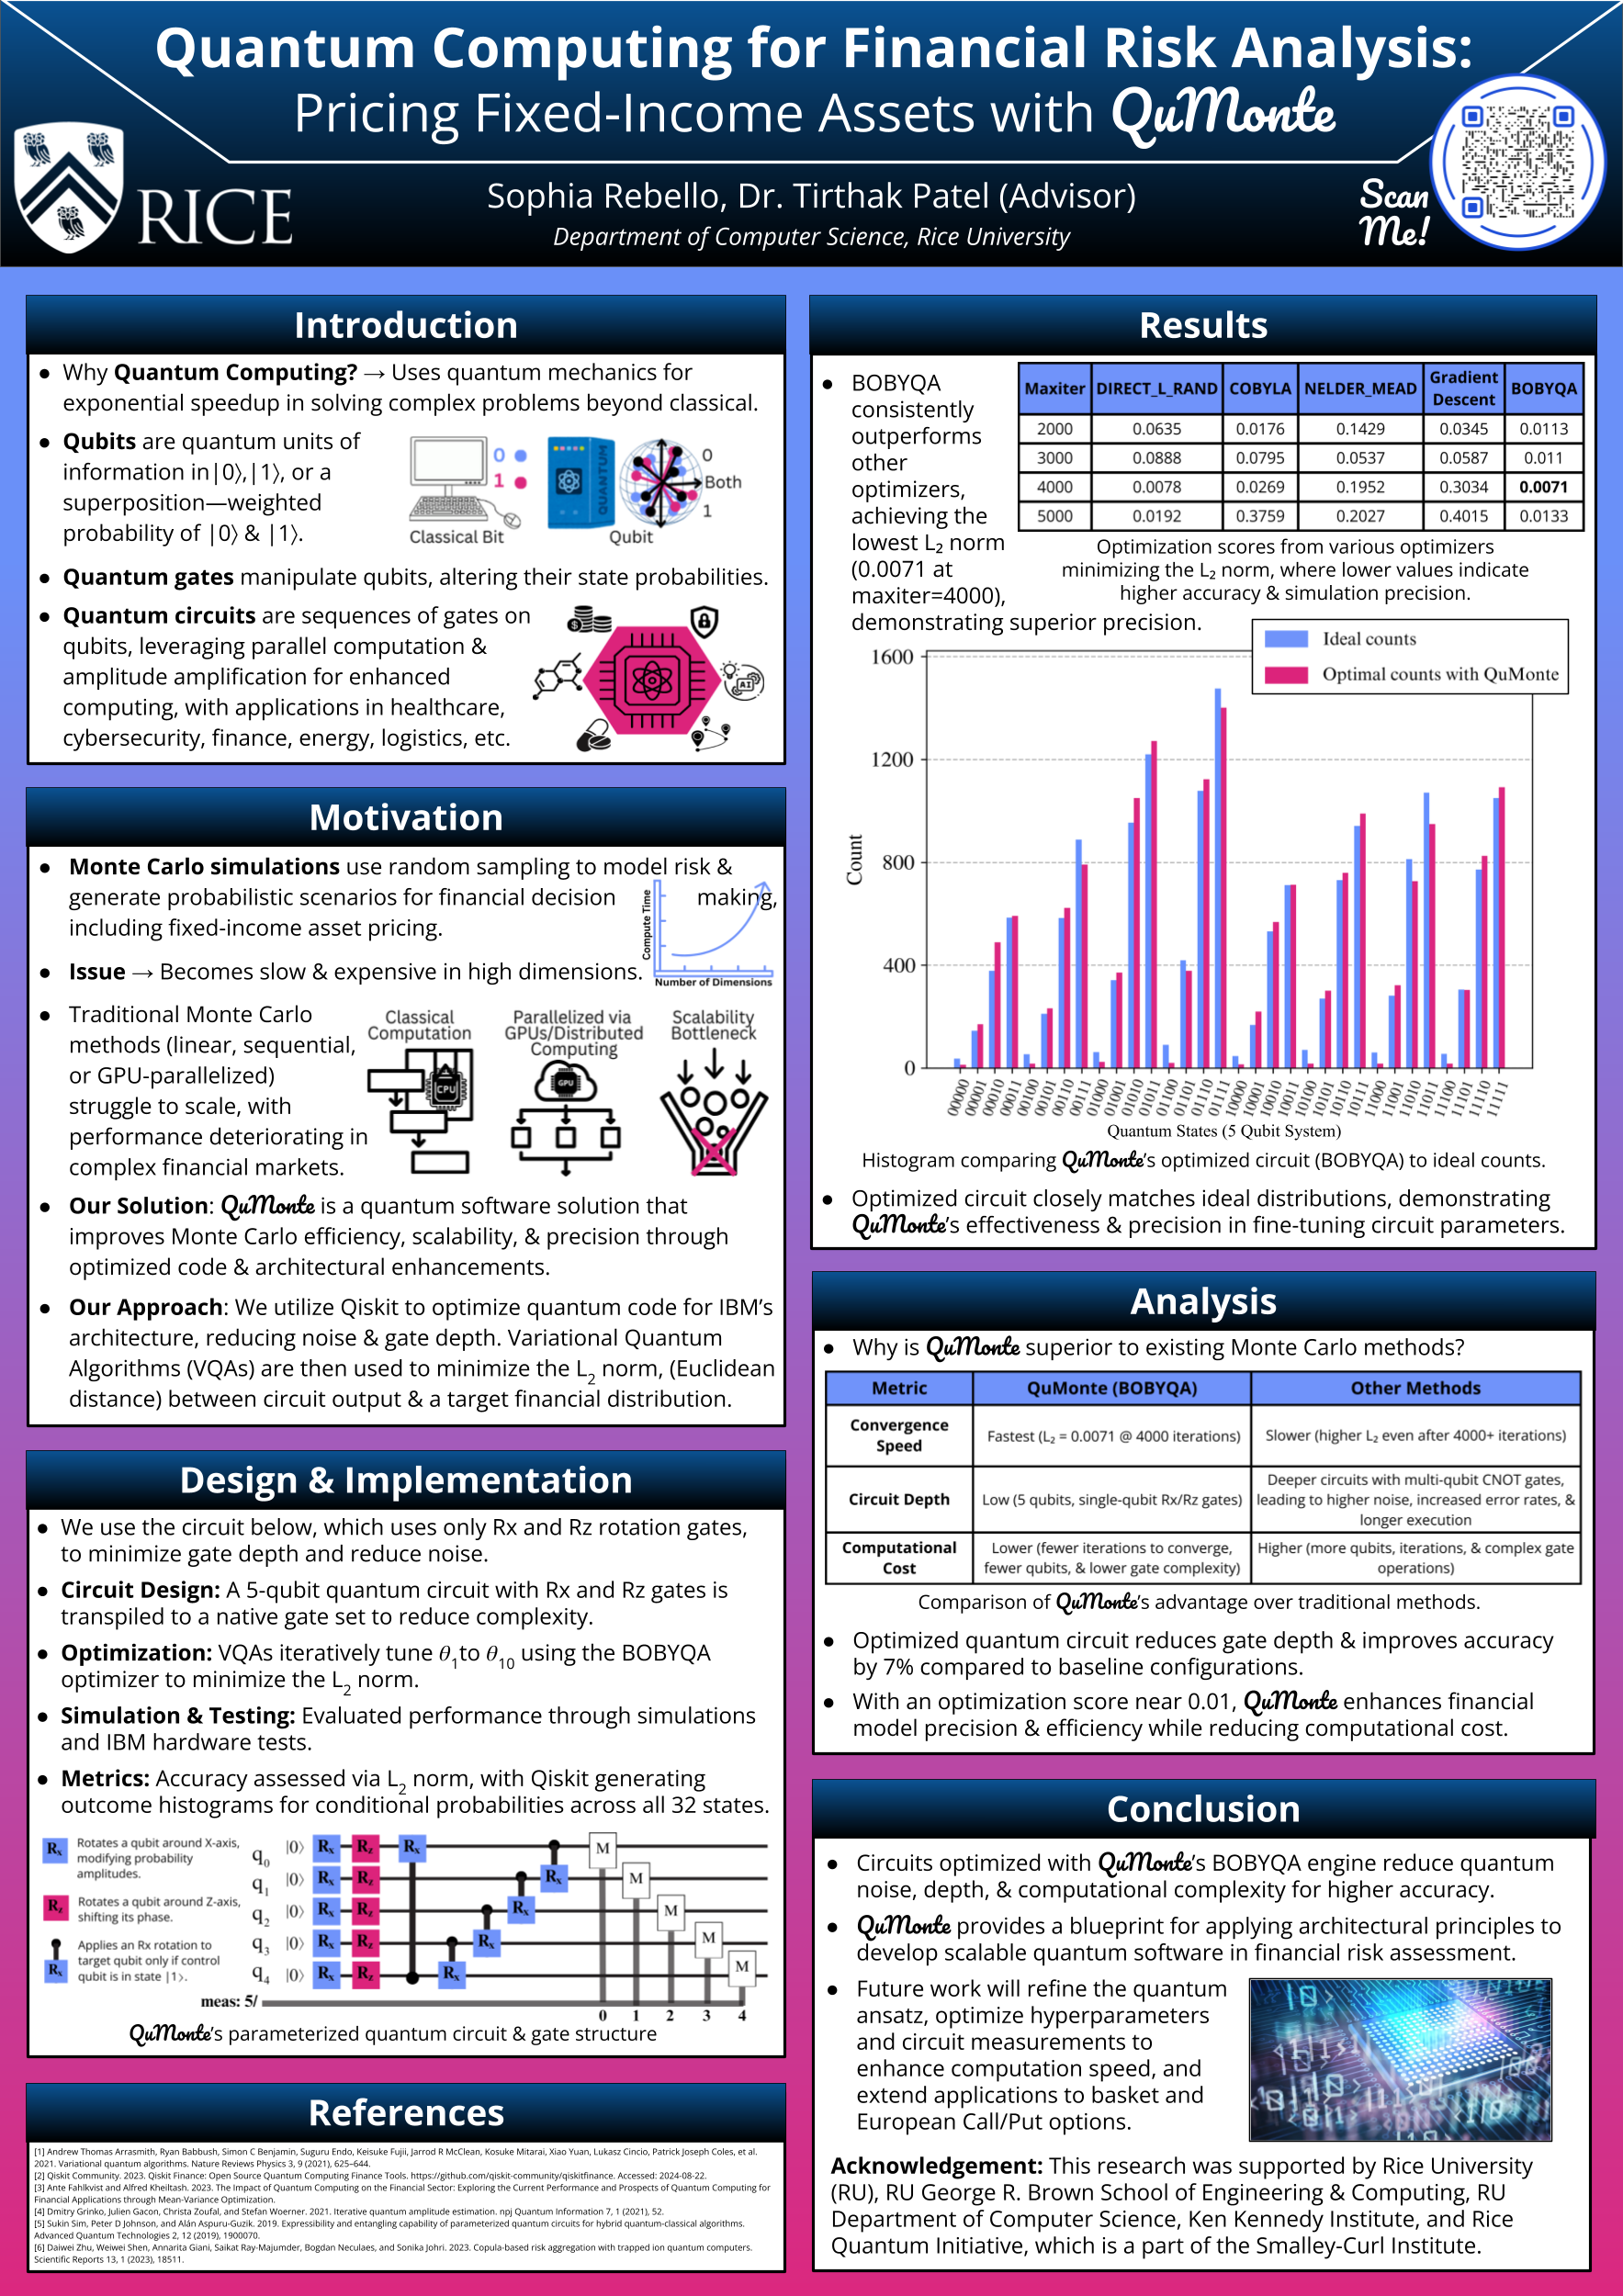 Quantum Computing for Financial Risk Analysis:
Pricing Fixed-Income Assets with QuMonte
RICE
Sophia Rebello, Dr. Tirthak Patel (Advisor)
Department of Computer Science, Rice University
Scan
Me!
Introduction
● Why Quantum Computing? → Uses quantum mechanics for
exponential speedup in solving complex problems beyond classical.
● Qubits are quantum units of
information in|0⟩,|1⟩, or a
superposition—weighted
probability of |0⟩ & |1⟩.
0
1
Classical Bit
QUANTUM
0
Both
1
Qubit
● Quantum gates manipulate qubits, altering their state probabilities.
● Quantum circuits are sequences of gates on
qubits, leveraging parallel computation &
amplitude amplification for enhanced
computing, with applications in healthcare,
cybersecurity, finance, energy, logistics, etc.
AI
Motivation
● Monte Carlo simulations use random sampling to model risk &
generate probabilistic scenarios for financial decision making,
including fixed-income asset pricing.
Compute Time
Number of Dimensions
● Issue → Becomes slow & expensive in high dimensions.
● Traditional Monte Carlo
methods (linear, sequential,
or GPU-parallelized)
struggle to scale, with
performance deteriorating in
complex financial markets.
Classical
Computation
CPU
Parallelized via
GPUs/Distributed
Computing
GPU
Scalability
Bottleneck
● Our Solution: QuMonte is a quantum software solution that
improves Monte Carlo efficiency, scalability, & precision through
optimized code & architectural enhancements.
● Our Approach: We utilize Qiskit to optimize quantum code for IBM's
architecture, reducing noise & gate depth. Variational Quantum
Algorithms (VQAs) are then used to minimize the L2 norm, (Euclidean
distance) between circuit output & a target financial distribution.
Design & Implementation
● We use the circuit below, which uses only Rx and Rz rotation gates,
to minimize gate depth and reduce noise.
● Circuit Design: A 5-qubit quantum circuit with Rx and Rz gates is
transpiled to a native gate set to reduce complexity.
● Optimization: VQAs iteratively tune θ1to θ10 using the BOBYQA
optimizer to minimize the L2 norm.
● Simulation & Testing: Evaluated performance through simulations
and IBM hardware tests.
● Metrics: Accuracy assessed via L2 norm, with Qiskit generating
outcome histograms for conditional probabilities across all 32 states.
Rx Rotates a qubit around X-axis,
modifying probability
amplitudes.
Rz Rotates a qubit around Z-axis,
shifting its phase.
Rx Applies an Rx rotation to
target qubit only if control
qubit is in state |1⟩.
q0 |0⟩ Rx Rz Rx M
q1 |0⟩ Rx Rz Rx M
q2 |0⟩ Rx Rz Rx M
q3 |0⟩ Rx Rz Rx M
q4 |0⟩ Rx Rz Rx M
meas: 5/
0 1 2 3 4
QuMonte's parameterized quantum circuit & gate structure
References
[1] Andrew Thomas Arrasmith, Ryan Babbush, Simon C Benjamin, Suguru Endo, Keisuke Fujii, Jarrod R McClean, Kosuke Mitarai, Xiao Yuan, Lukasz Cincio, Patrick Joseph Coles, et al.
2021. Variational quantum algorithms. Nature Reviews Physics 3, 9 (2021), 625–644.
[2] Qiskit Community. 2023. Qiskit Finance: Open Source Quantum Computing Finance Tools. https://github.com/qiskit-community/qiskitfinance. Accessed: 2024-08-22.
[3] Ante Fahlkvist and Alfred Kheiltash. 2023. The Impact of Quantum Computing on the Financial Sector: Exploring the Current Performance and Prospects of Quantum Computing for
Financial Applications through Mean-Variance Optimization.
[4] Dmitry Grinko, Julien Gacon, Christa Zoufal, and Stefan Woerner. 2021. Iterative quantum amplitude estimation. npj Quantum Information 7, 1 (2021), 52.
[5] Sukin Sim, Peter D Johnson, and Alán Aspuru-Guzik. 2019. Expressibility and entangling capability of parameterized quantum circuits for hybrid quantum-classical algorithms.
Advanced Quantum Technologies 2, 12 (2019), 1900070.
[6] Daiwei Zhu, Weiwei Shen, Annarita Giani, Saikat Ray-Majumder, Bogdan Neculaes, and Sonika Johri. 2023. Copula-based risk aggregation with trapped ion quantum computers.
Scientific Reports 13, 1 (2023), 18511.
Results
● BOBYQA
consistently
outperforms
other
optimizers,
achieving the
lowest L₂ norm
(0.0071 at
maxiter=4000),
demonstrating superior precision.
Maxiter DIRECT_L_RAND COBYLA NELDER_MEAD Gradient Descent BOBYQA
2000 0.0635 0.0176 0.1429 0.0345 0.0113
3000 0.0888 0.0795 0.0537 0.0587 0.011
4000 0.0078 0.0269 0.1952 0.3034 0.0071
5000 0.0192 0.3759 0.2027 0.4015 0.0133
Optimization scores from various optimizers
minimizing the L₂ norm, where lower values indicate
higher accuracy & simulation precision.
Ideal counts
Optimal counts with QuMonte
Count
1600
1200
800
400
0
00000 00001 00010 00011 00100 00101 00110 00111 01000 01001 01010 01011 01100 01101 01110 01111 10000 10001 10010 10011 10100 10101 10110 10111 11000 11001 11010 11011 11100 11101 11110 11111
Quantum States (5 Qubit System)
Histogram comparing QuMonte's optimized circuit (BOBYQA) to ideal counts.
● Optimized circuit closely matches ideal distributions, demonstrating
QuMonte's effectiveness & precision in fine-tuning circuit parameters.
Analysis
● Why is QuMonte superior to existing Monte Carlo methods?
Metric QuMonte (BOBYQA) Other Methods
Convergence Speed Fastest (L₂ = 0.0071 @ 4000 iterations) Slower (higher L₂ even after 4000+ iterations)
Circuit Depth Low (5 qubits, single-qubit Rx/Rz gates) Deeper circuits with multi-qubit CNOT gates, leading to higher noise, increased error rates, & longer execution
Computational Cost Lower (fewer iterations to converge, fewer qubits, & lower gate complexity) Higher (more qubits, iterations, & complex gate operations)
Comparison of QuMonte's advantage over traditional methods.
● Optimized quantum circuit reduces gate depth & improves accuracy
by 7% compared to baseline configurations.
● With an optimization score near 0.01, QuMonte enhances financial
model precision & efficiency while reducing computational cost.
Conclusion
● Circuits optimized with QuMonte's BOBYQA engine reduce quantum
noise, depth, & computational complexity for higher accuracy.
● QuMonte provides a blueprint for applying architectural principles to
develop scalable quantum software in financial risk assessment.
● Future work will refine the quantum
ansatz, optimize hyperparameters
and circuit measurements to
enhance computation speed, and
extend applications to basket and
European Call/Put options.
Acknowledgement: This research was supported by Rice University
(RU), RU George R. Brown School of Engineering & Computing, RU
Department of Computer Science, Ken Kennedy Institute, and Rice
Quantum Initiative, which is a part of the Smalley-Curl Institute.